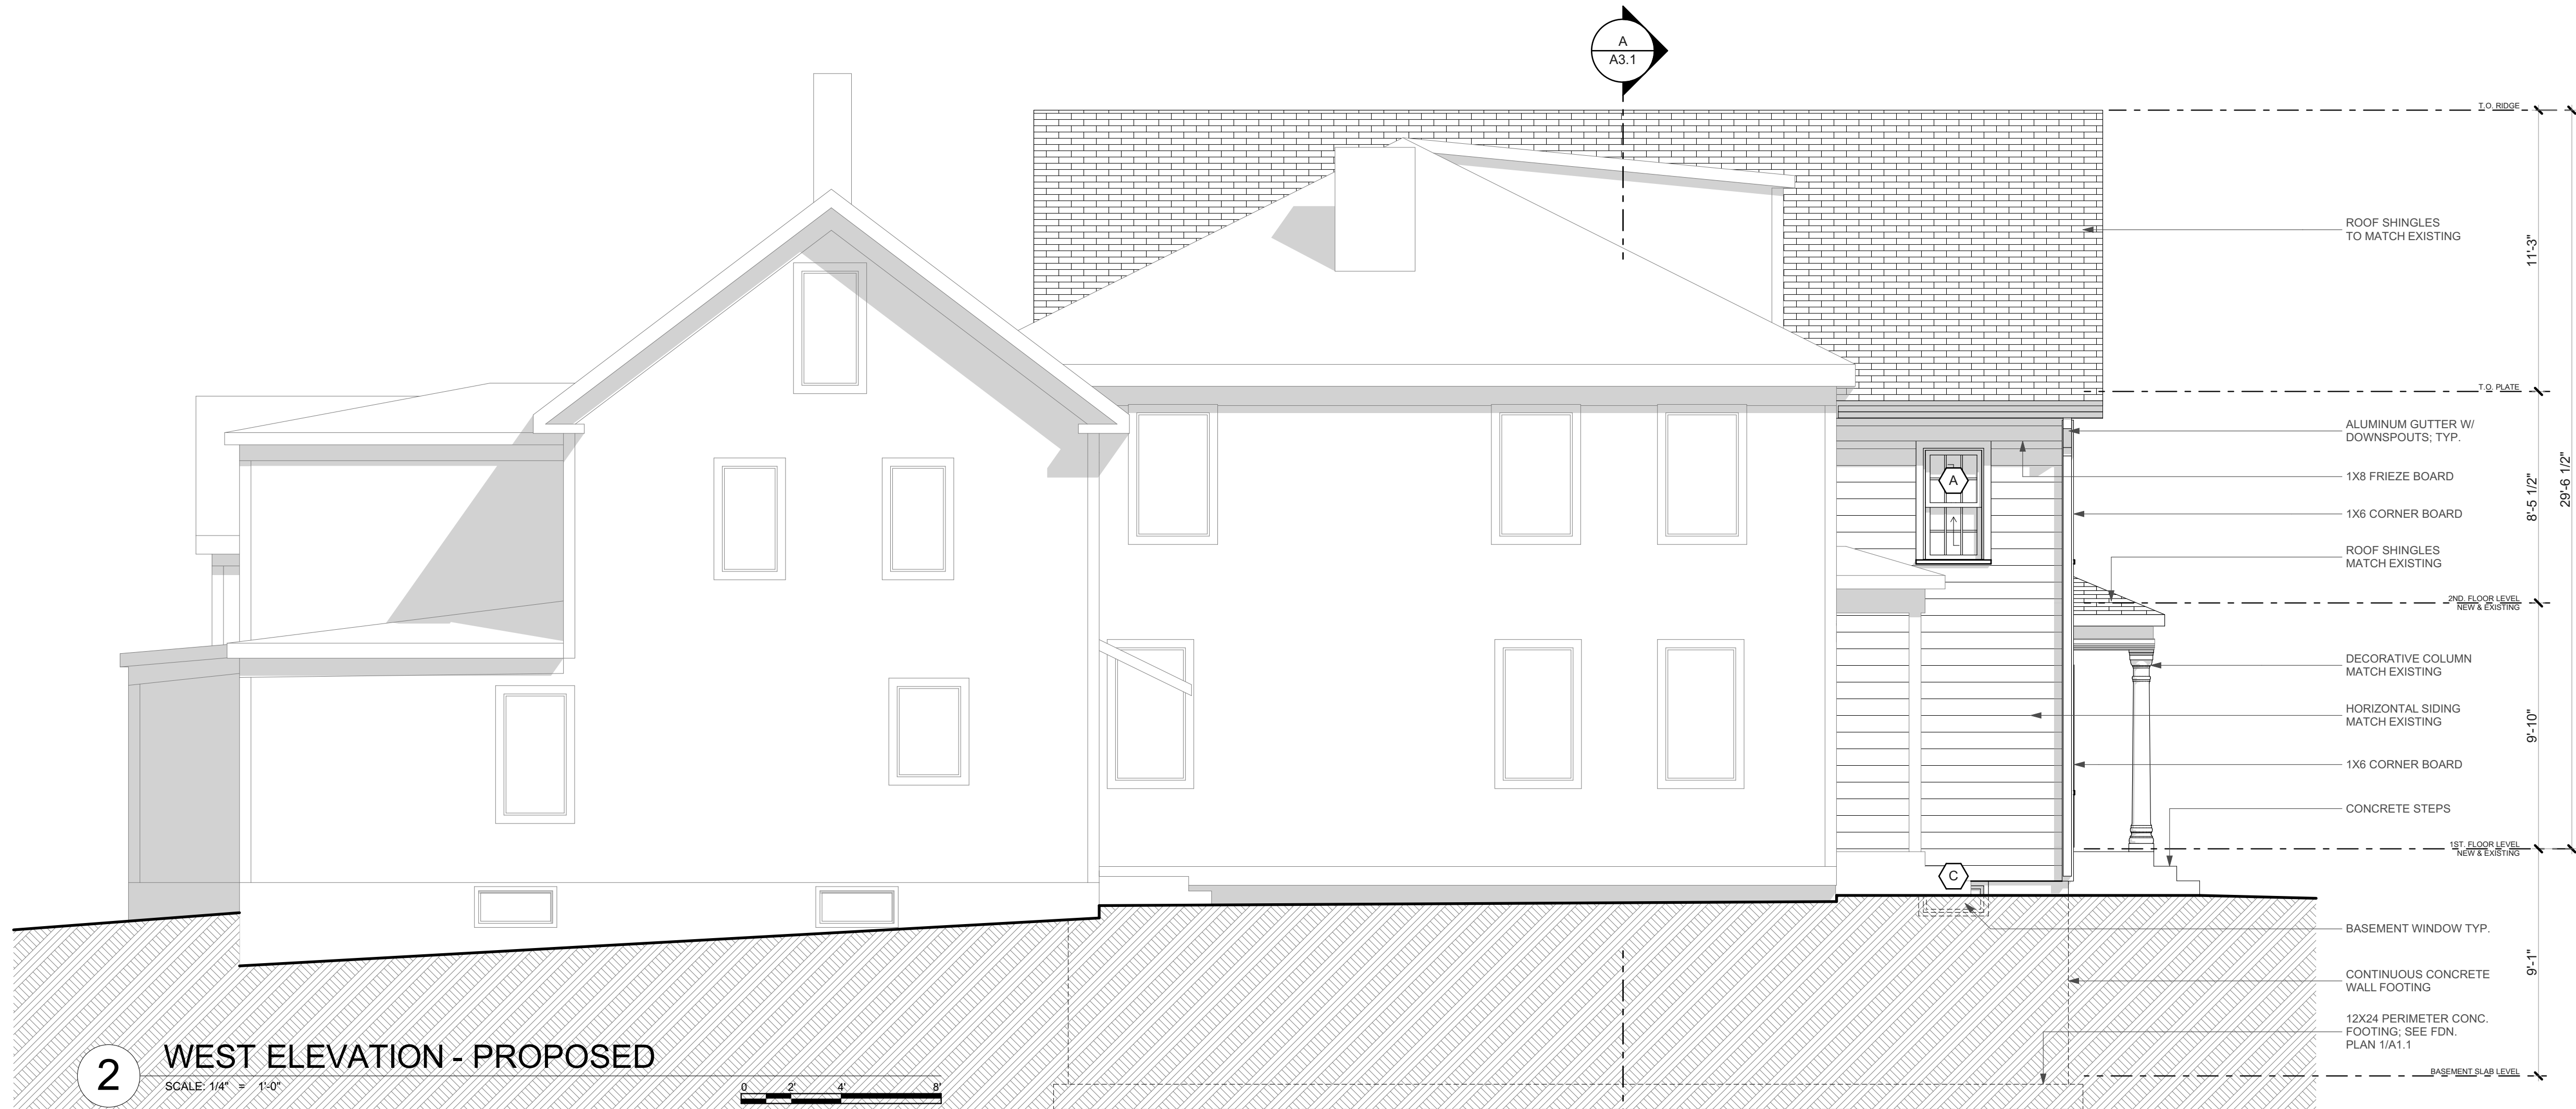 A
A3.1
T.O. RIDGE
ROOF SHINGLES
TO MATCH EXISTING
11'-3"
T.O. PLATE
ALUMINUM GUTTER W/
DOWNSPOUTS; TYP.
1X8 FRIEZE BOARD
A
8'-5 1/2"
29'-6 1/2"
1X6 CORNER BOARD
ROOF SHINGLES
MATCH EXISTING
2ND. FLOOR LEVEL
NEW & EXISTING
DECORATIVE COLUMN
MATCH EXISTING
HORIZONTAL SIDING
MATCH EXISTING
9'-10"
1X6 CORNER BOARD
CONCRETE STEPS
1ST. FLOOR LEVEL
NEW & EXISTING
C
BASEMENT WINDOW TYP.
9'-1"
CONTINUOUS CONCRETE
WALL FOOTING
12X24 PERIMETER CONC.
FOOTING; SEE FDN.
PLAN 1/A1.1
BASEMENT SLAB LEVEL
2
WEST ELEVATION - PROPOSED
SCALE: 1/4" = 1'-0"
0 2' 4' 8'